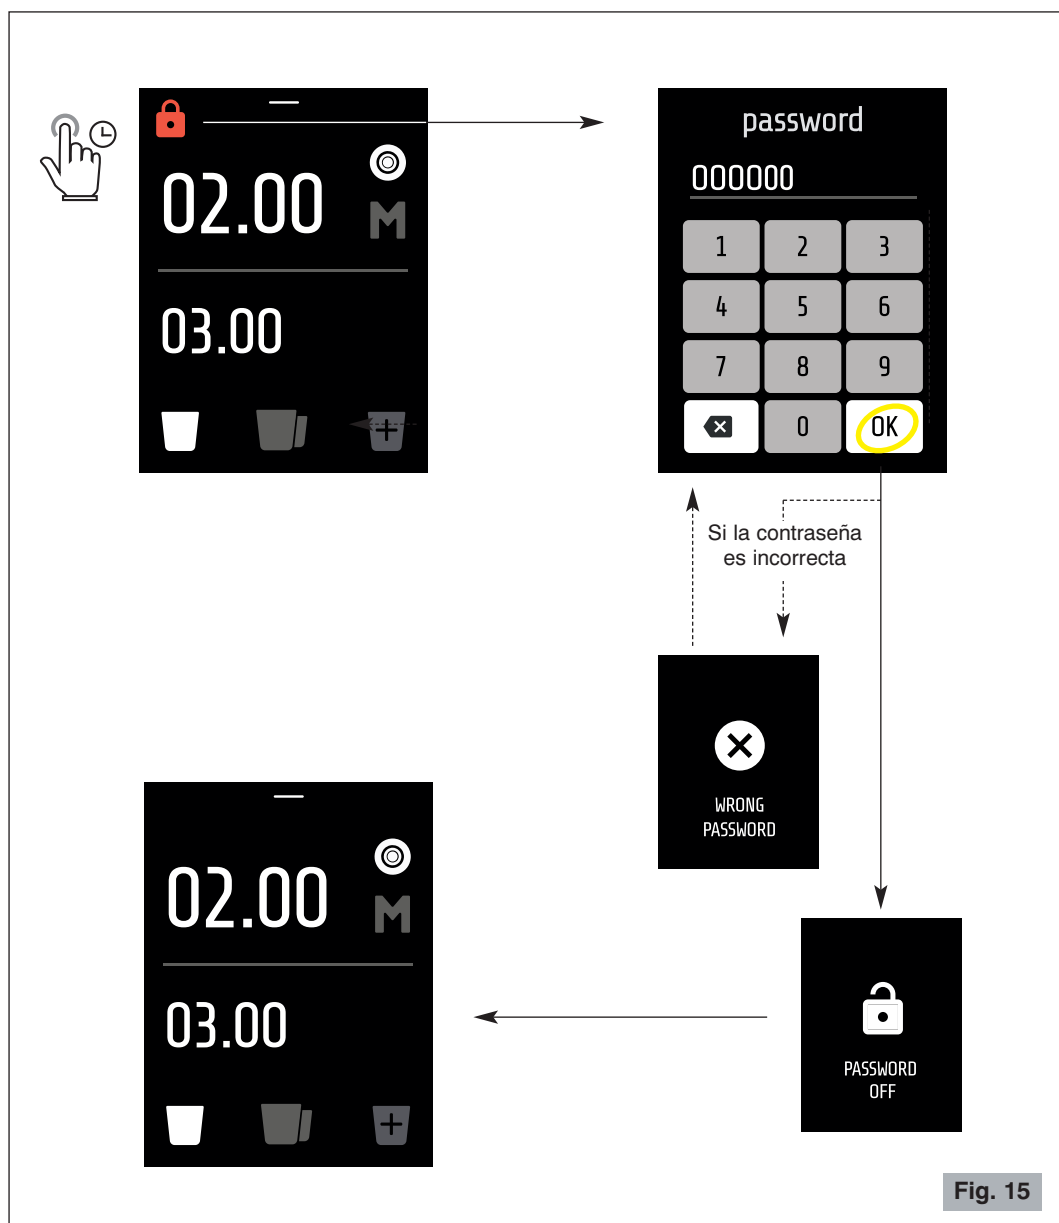 02.00
M
03.00
+
password
000000
1 2 3
4 5 6
7 8 9
0 OK
Si la contraseña
es incorrecta
WRONG
PASSWORD
02.00
M
03.00
+
PASSWORD
OFF
Fig. 15